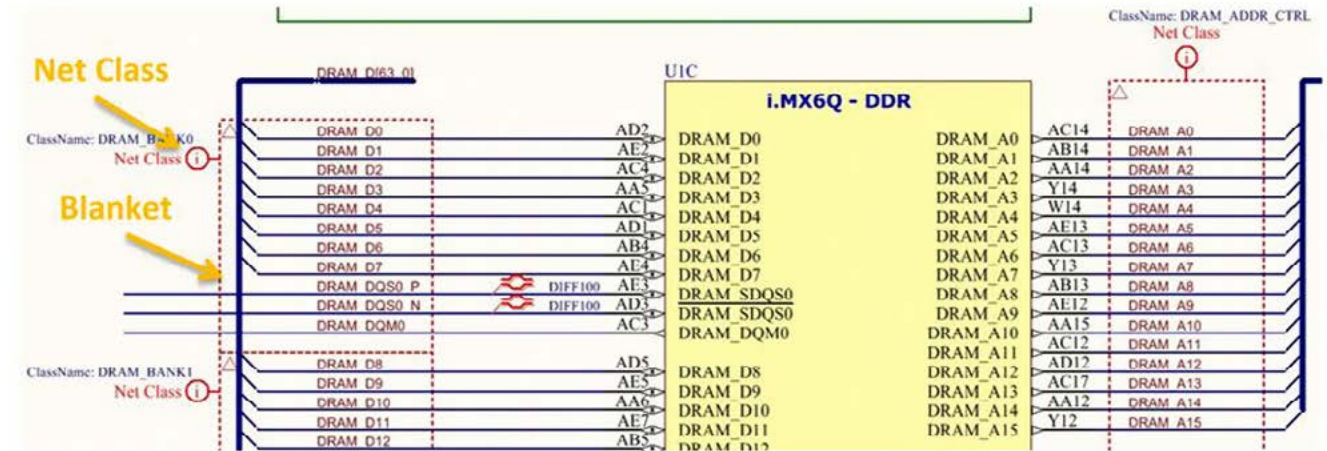 ClassName: DRAM_ADDR_CTRL
Net Class
Net Class
DRAM_D[63..0]
U1C
i.MX6Q - DDR
ClassName: DRAM_BANK0
Net Class
Blanket
ClassName: DRAM_BANK1
Net Class
DRAM_D0
DRAM_D1
DRAM_D2
DRAM_D3
DRAM_D4
DRAM_D5
DRAM_D6
DRAM_D7
DRAM_DQS0_P
DRAM_DQS0_N
DRAM_DQM0
DRAM_D8
DRAM_D9
DRAM_D10
DRAM_D11
DRAM_D12
DIFF100
DIFF100
AD2
AE2
AC4
AA5
AC1
AD1
AB4
AE4
AE3
AD3
AC3
AD5
AE5
AA6
AE7
AB5
DRAM_D0
DRAM_D1
DRAM_D2
DRAM_D3
DRAM_D4
DRAM_D5
DRAM_D6
DRAM_D7
DRAM_SDQS0
DRAM_SDQS0
DRAM_DQM0
DRAM_D8
DRAM_D9
DRAM_D10
DRAM_D11
DRAM_D12
DRAM_A0
DRAM_A1
DRAM_A2
DRAM_A3
DRAM_A4
DRAM_A5
DRAM_A6
DRAM_A7
DRAM_A8
DRAM_A9
DRAM_A10
DRAM_A11
DRAM_A12
DRAM_A13
DRAM_A14
DRAM_A15
AC14
AB14
AA14
Y14
W14
AE13
AC13
Y13
AB13
AE12
AA15
AC12
AD12
AC17
AA12
Y12
DRAM_A0
DRAM_A1
DRAM_A2
DRAM_A3
DRAM_A4
DRAM_A5
DRAM_A6
DRAM_A7
DRAM_A8
DRAM_A9
DRAM_A10
DRAM_A11
DRAM_A12
DRAM_A13
DRAM_A14
DRAM_A15